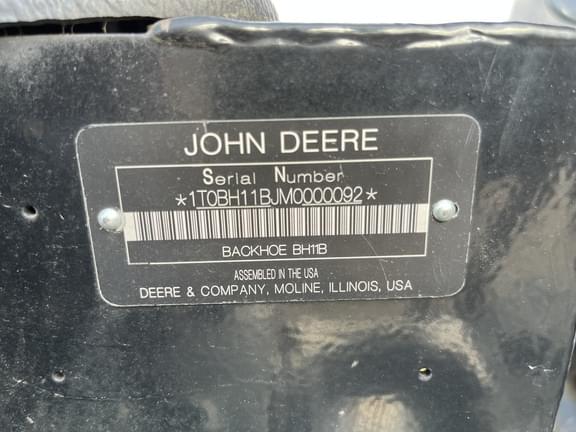 JOHN DEERE
Serial Number
*1T0BH11BJM0000092*
BACKHOE BH11B
ASSEMBLED IN THE USA
DEERE & COMPANY, MOLINE, ILLINOIS, USA